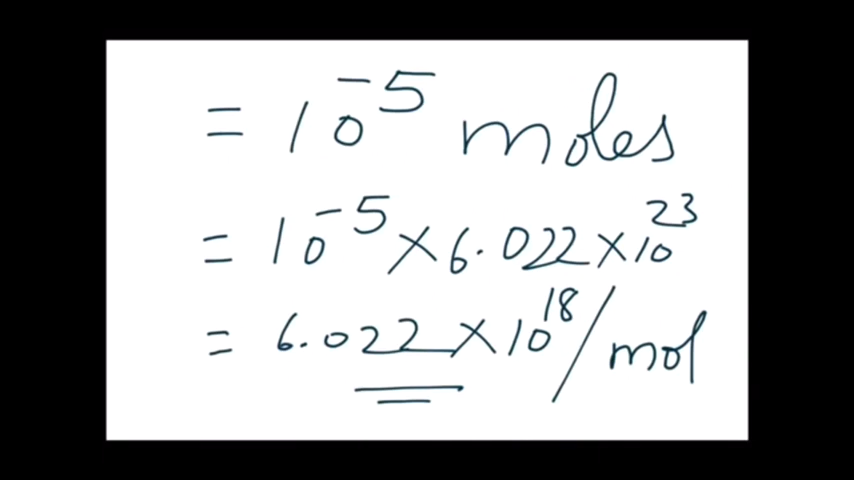 = 10⁻⁵ moles
= 10⁻⁵ × 6.022 × 10²³
= 6.022 × 10¹⁸/mol